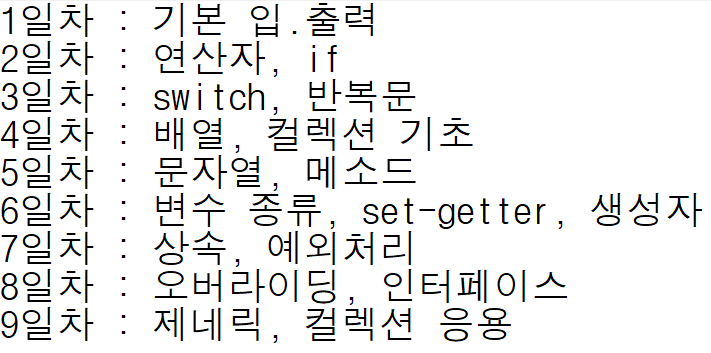 1일차 : 기본 입.출력
2일차 : 연산자, if
3일차 : switch, 반복문
4일차 : 배열, 컬렉션 기초
5일차 : 문자열, 메소드
6일차 : 변수 종류, set-getter, 생성자
7일차 : 상속, 예외처리
8일차 : 오버라이딩, 인터페이스
9일차 : 제네릭, 컬렉션 응용